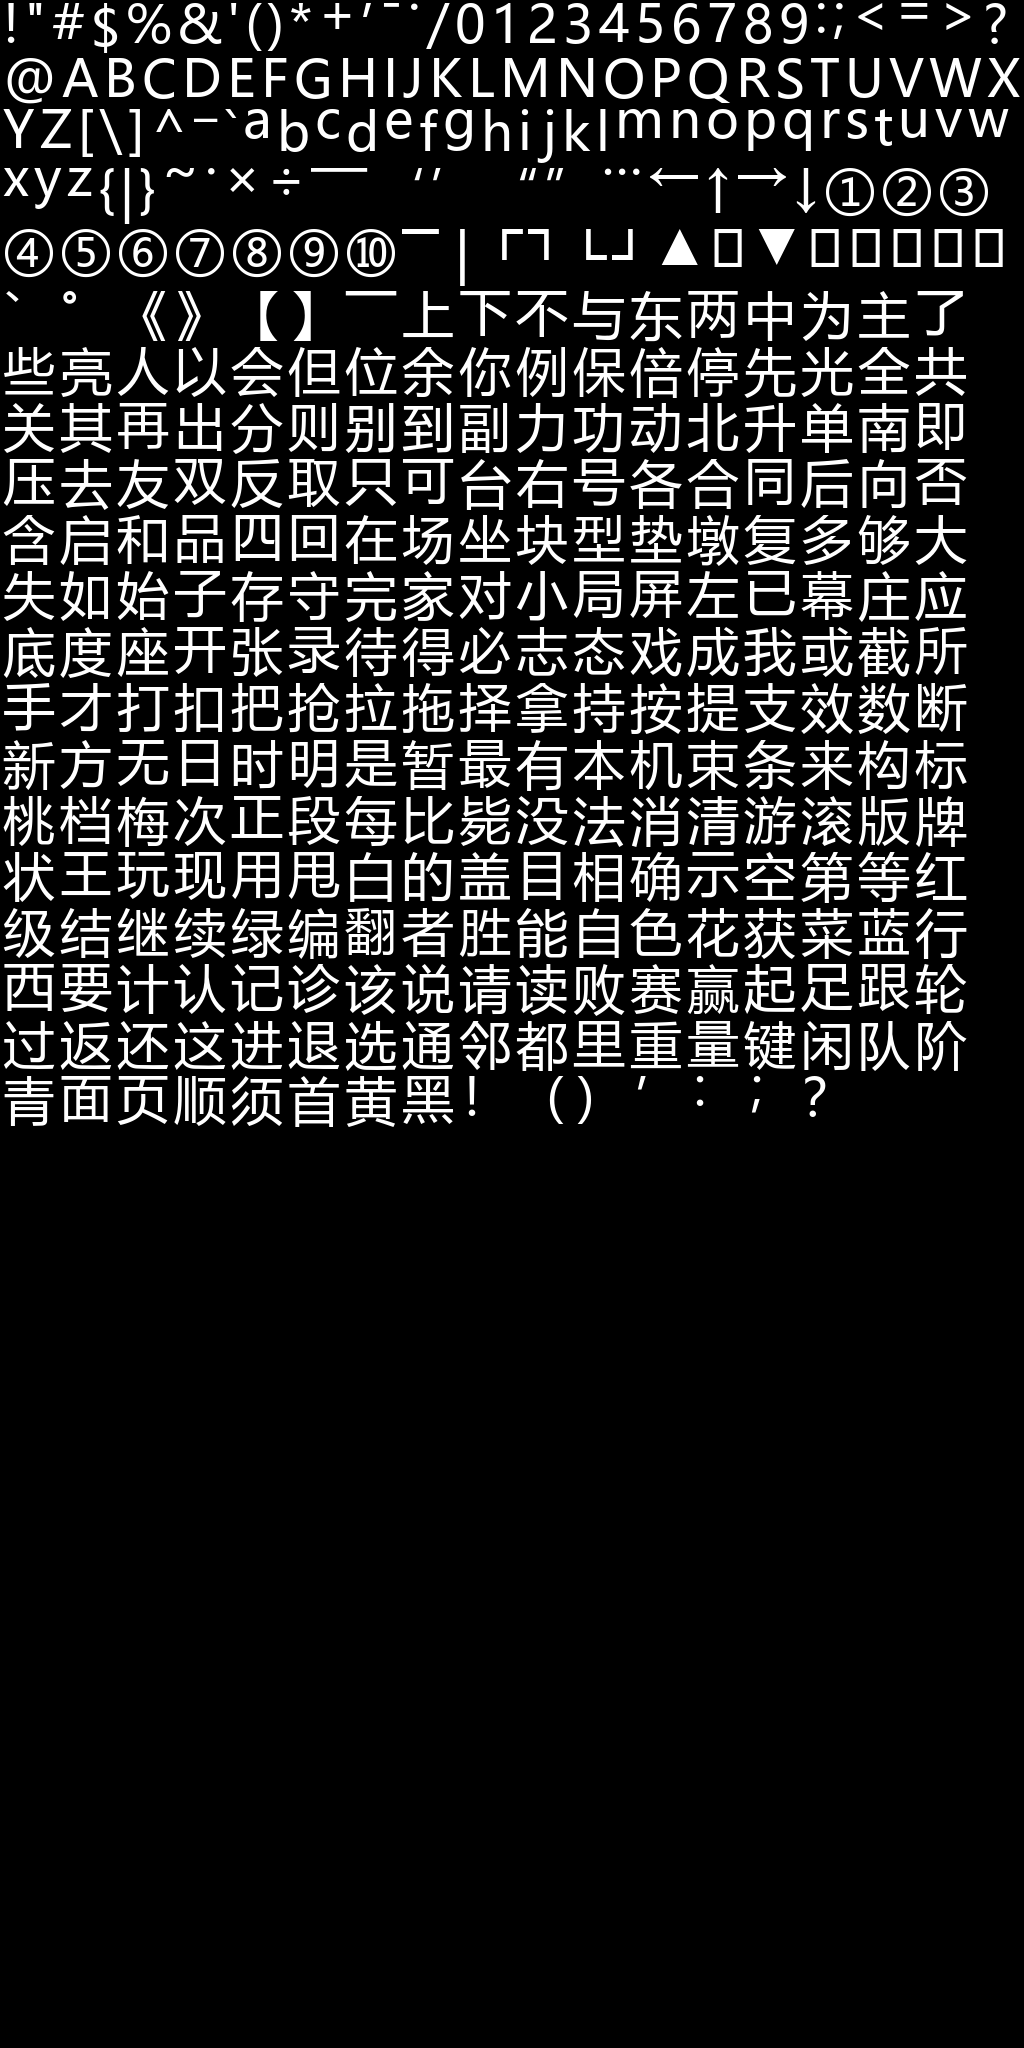 !"#$%&'()*+,-./0123456789:;<=>?
@ABCDEFGHIJKLMNOPQRSTUVWX
YZ[\]^_`abcdefghijklmnopqrstuvw
xyz{|}~·×÷—‘’“”…←↑→↓①②③
④⑤⑥⑦⑧⑨⑩─│┌┐└┘▲□▼□□□□□
、。《》【】一上下不与东两中为主了
些亮人以会但位余你例保倍停先光全共
关其再出分则别到副力功动北升单南即
压去友双反取只可台右号各合同后向否
含启和品四回在场坐块型垫墩复多够大
失如始子存守完家对小局屏左已幕庄应
底度座开张录待得必志态戏成我或截所
手才打扣把抢拉拖择拿持按提支效数断
新方无日时明是暂最有本机束条来构标
桃档梅次正段每比毙没法消清游滚版牌
状王玩现用甩白的盖目相确示空第等红
级结继续绿编翻者胜能自色花获菜蓝行
西要计认记诊该说请读败赛赢起足跟轮
过返还这进退选通邻都里重量键闲队阶
青面页顺须首黄黑！（），：；？